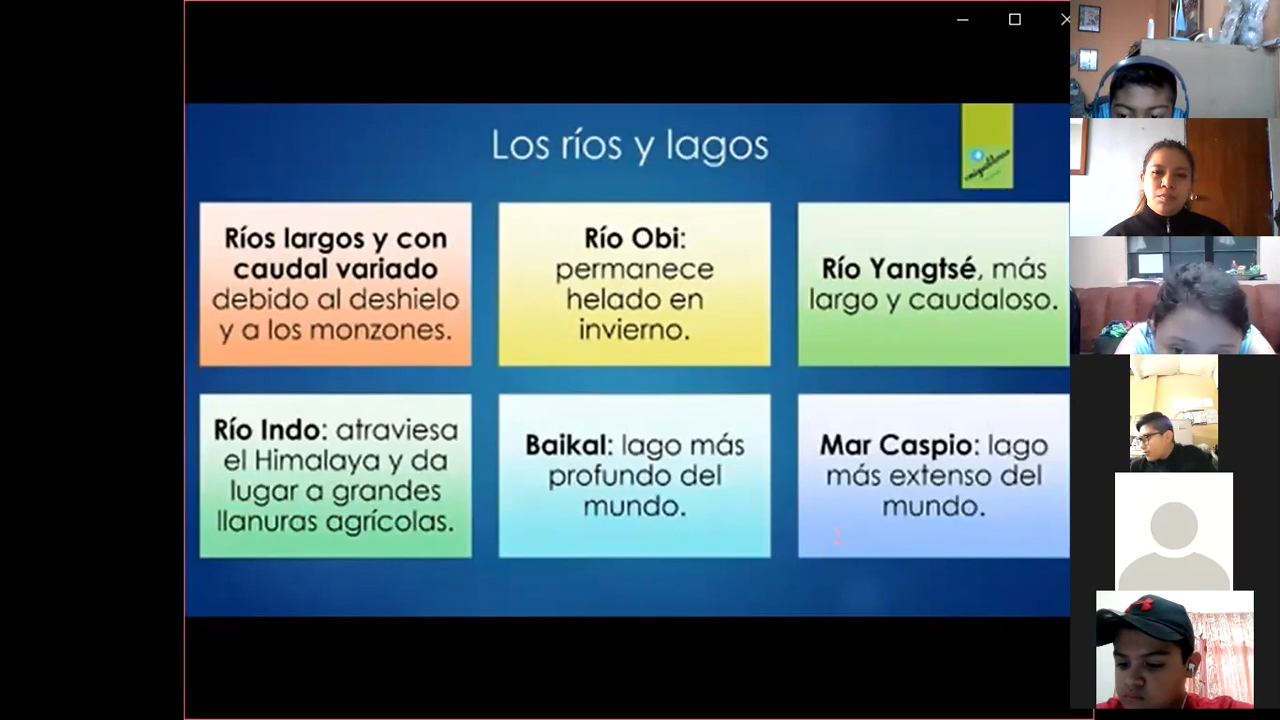 Los ríos y lagos
Ríos largos y con
caudal variado
debido al deshielo
y a los monzones.
Río Obi:
permanece
helado en
invierno.
Río Yangtsé, más
largo y caudaloso.
Río Indo: atraviesa
el Himalaya y da
lugar a grandes
llanuras agrícolas.
Baikal: lago más
profundo del
mundo.
Mar Caspio: lago
más extenso del
mundo.